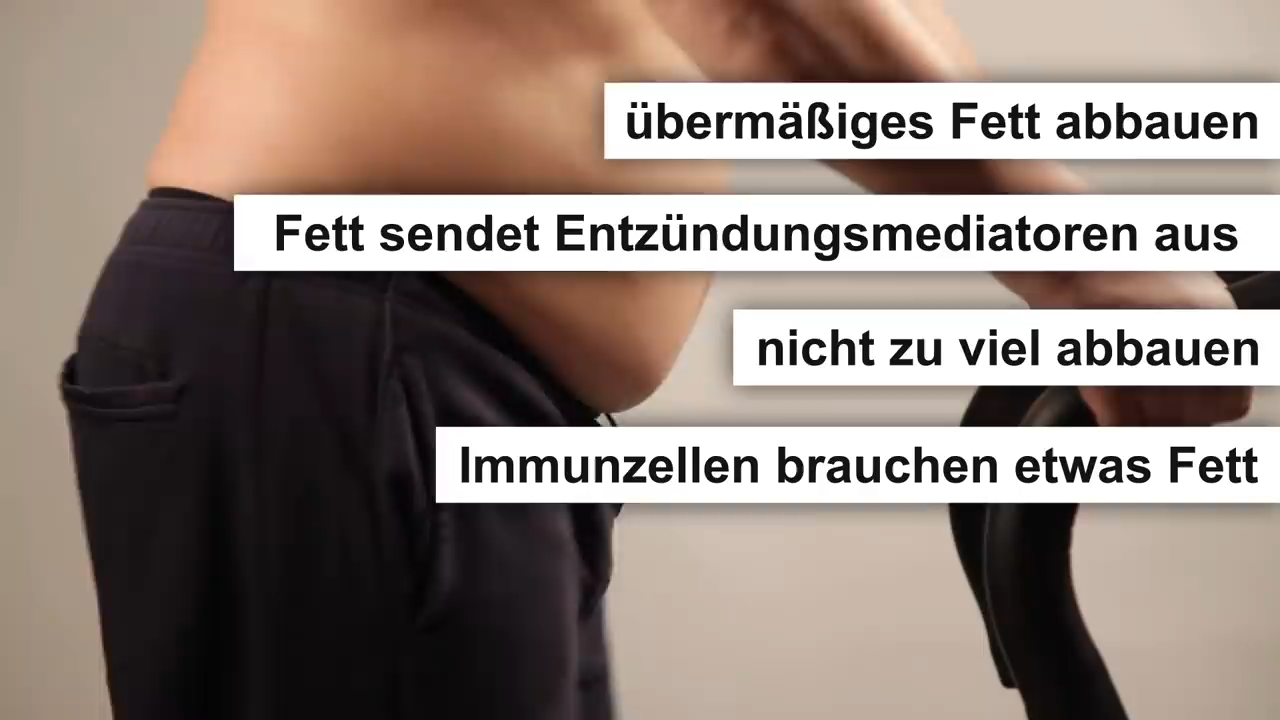 übermäßiges Fett abbauen
Fett sendet Entzündungsmediatoren aus
nicht zu viel abbauen
Immunzellen brauchen etwas Fett